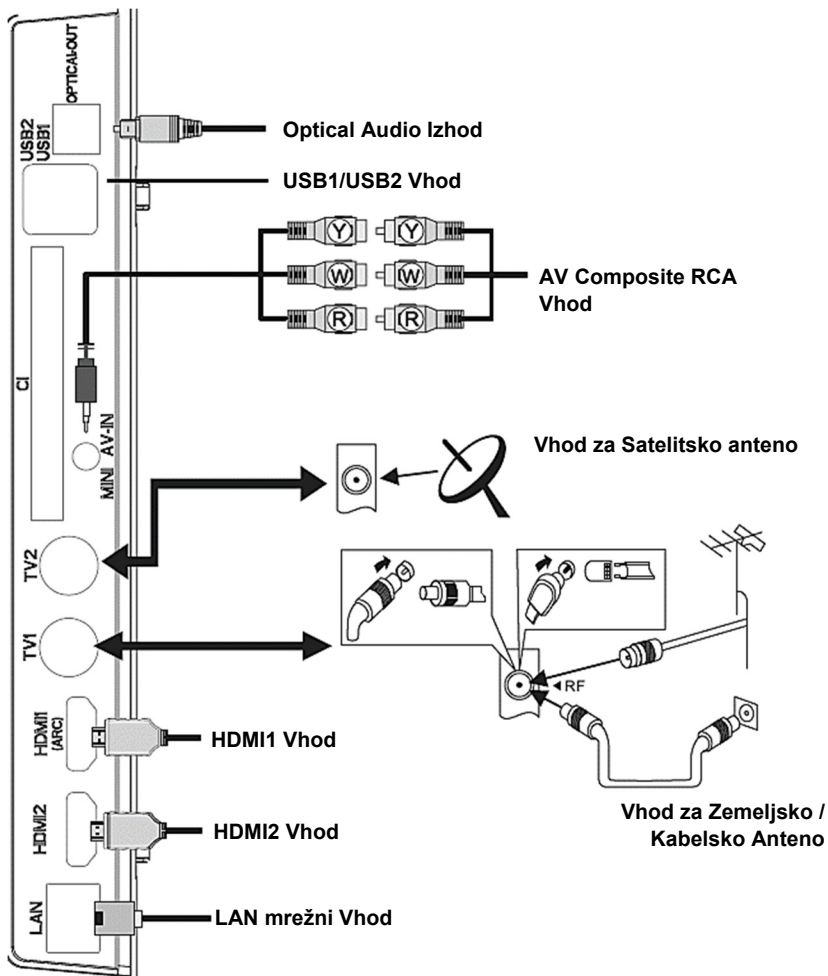 OPTICAL-OUT
Optical Audio Izhod
USB2
USB1
USB1/USB2 Vhod
Y Y
W W
R R
AV Composite RCA
Vhod
CI
MINI AV-IN
Vhod za Satelitsko anteno
TV2
TV1
RF
HDMI1
(ARC)
HDMI1 Vhod
Vhod za Zemeljsko /
Kabelsko Anteno
HDMI2
HDMI2 Vhod
LAN
LAN mrežni Vhod